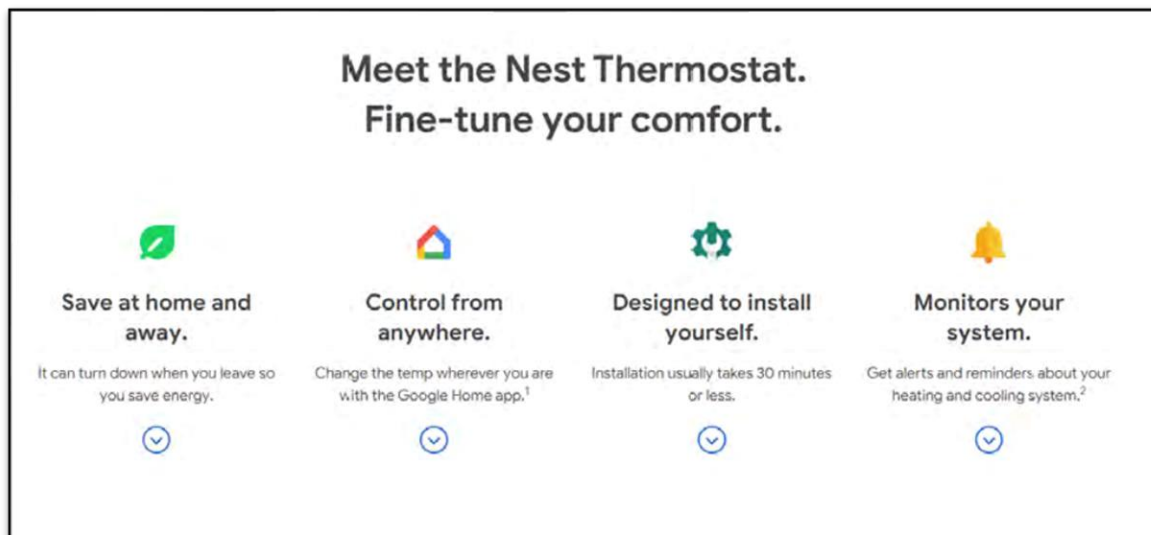 Meet the Nest Thermostat.
Fine-tune your comfort.
Save at home and
away.
It can turn down when you leave so
you save energy.
Control from
anywhere.
Change the temp wherever you are
with the Google Home app.¹
Designed to install
yourself.
Installation usually takes 30 minutes
or less.
Monitors your
system.
Get alerts and reminders about your
heating and cooling system.²